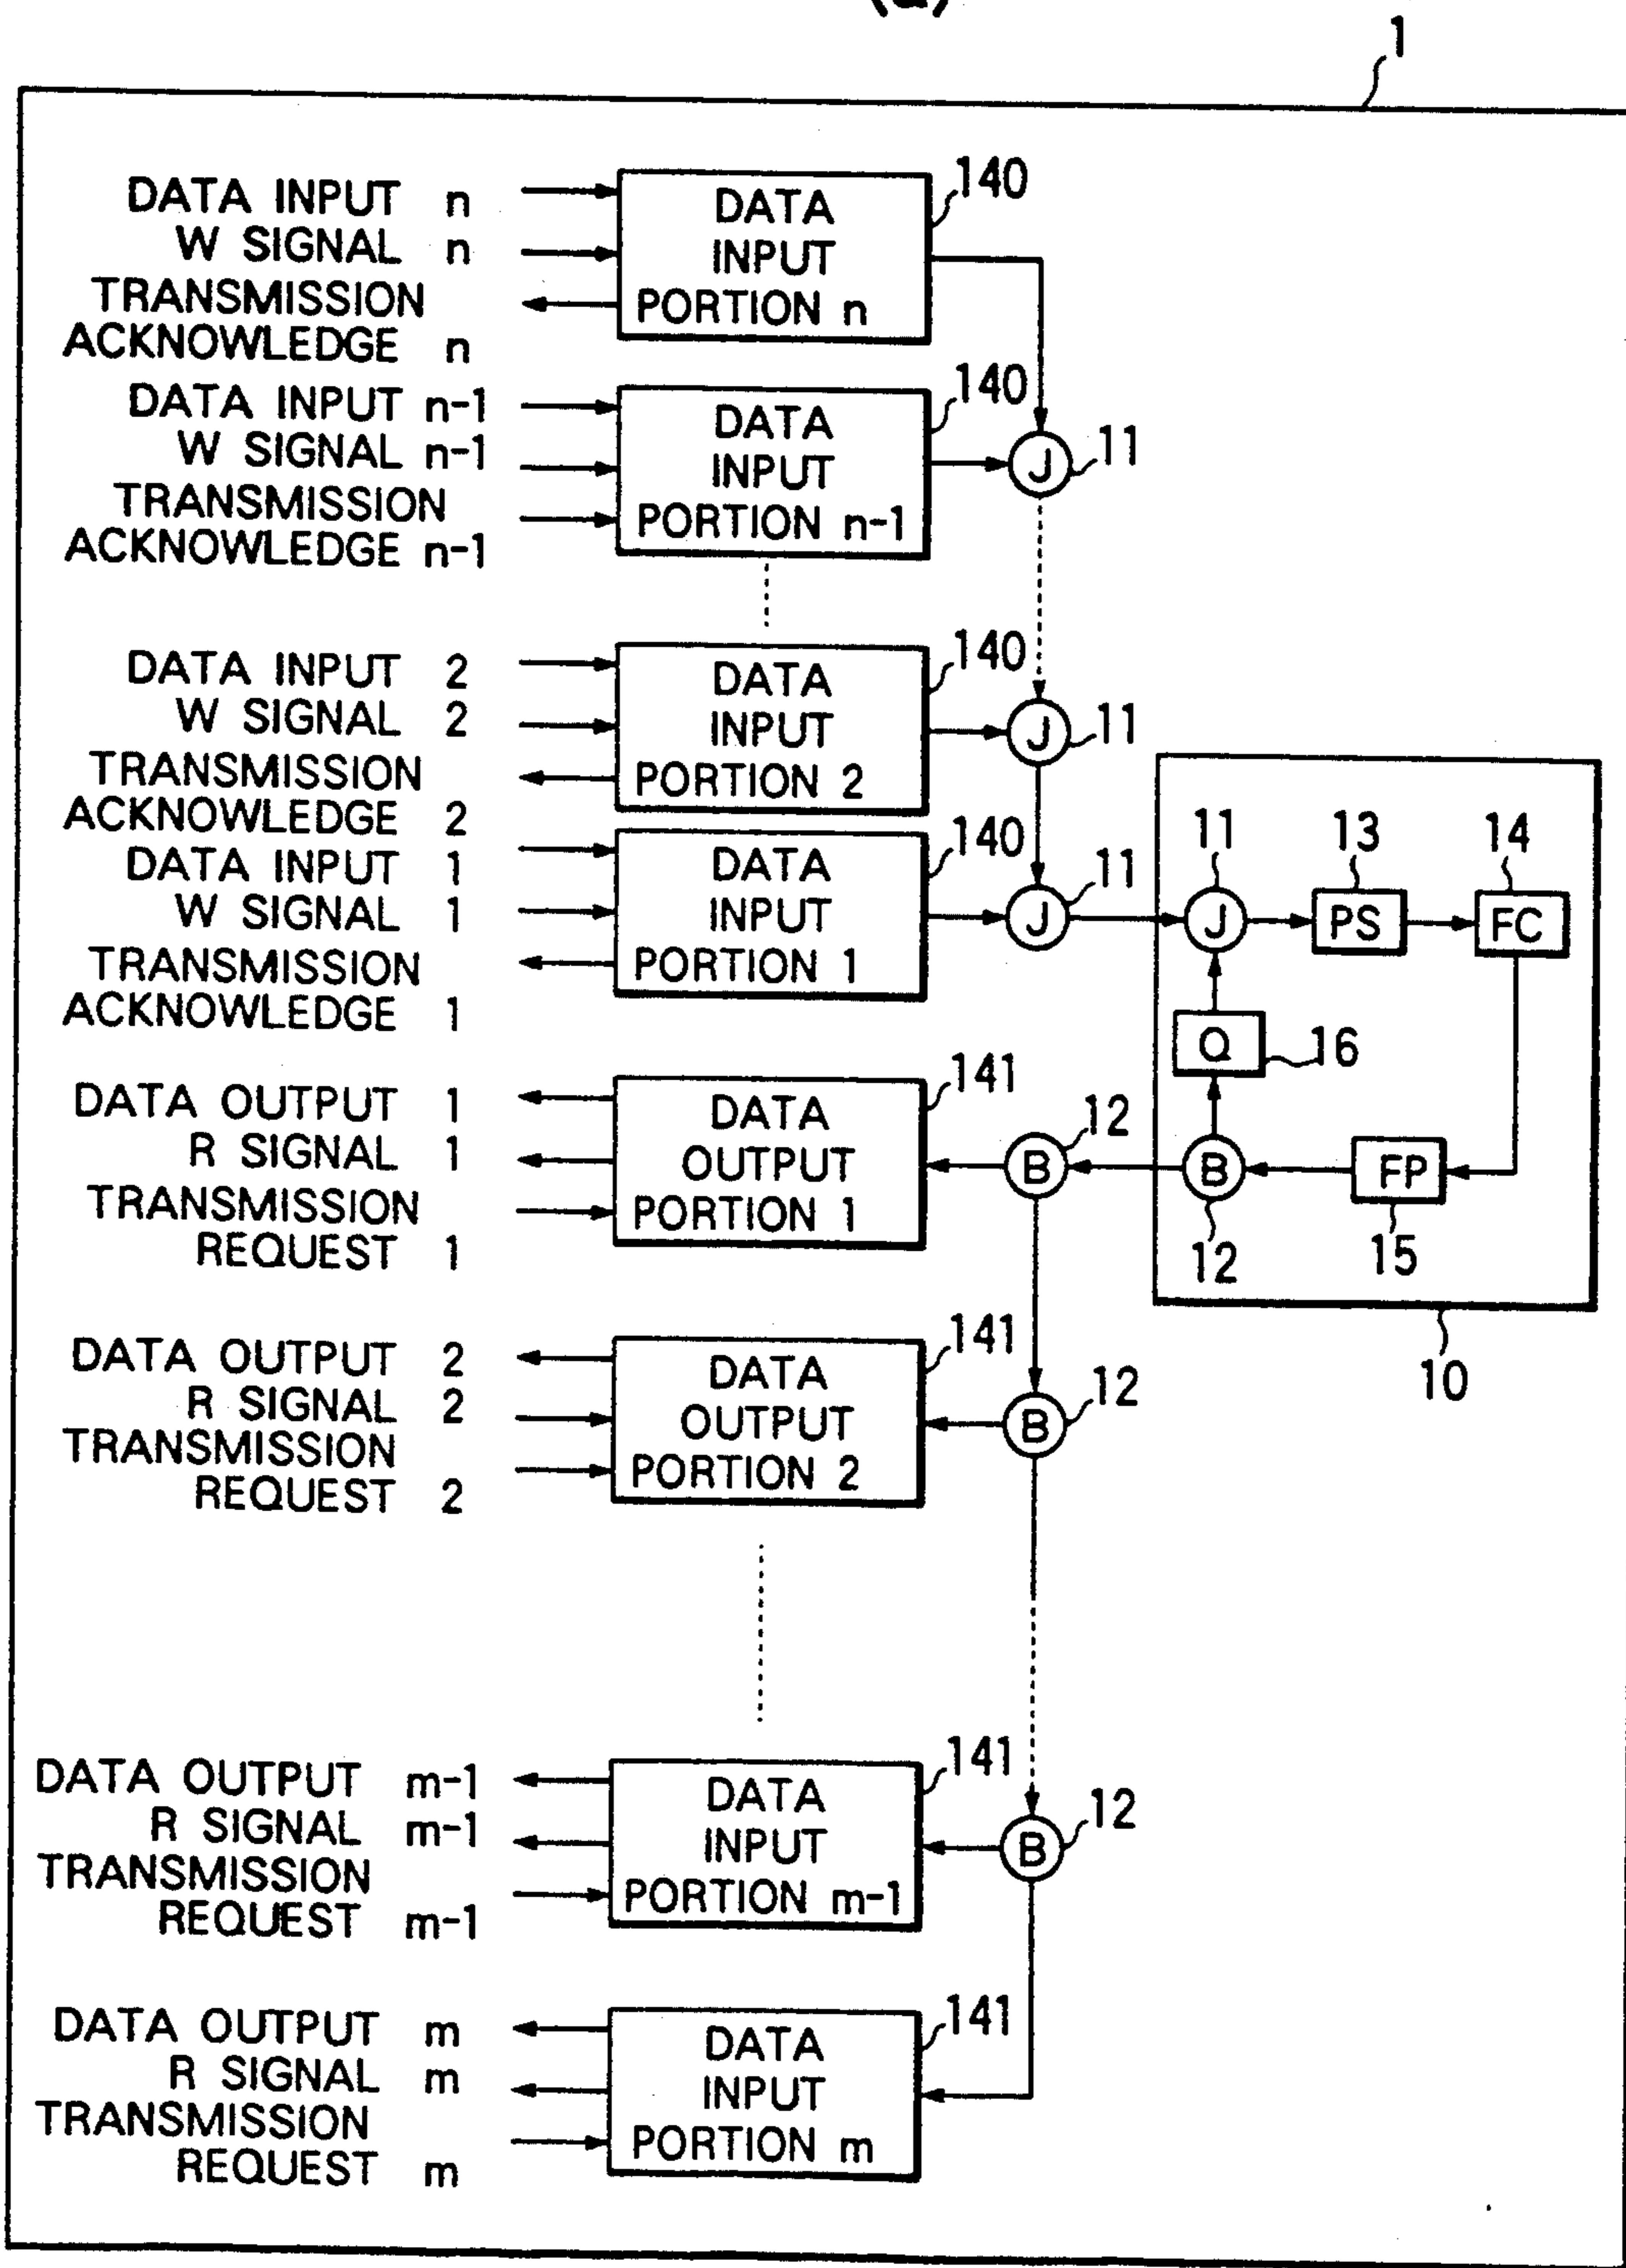 (a)
1
DATA INPUT n
W SIGNAL n
TRANSMISSION
ACKNOWLEDGE n
DATA
INPUT
PORTION n
140
DATA INPUT n-1
W SIGNAL n-1
TRANSMISSION
ACKNOWLEDGE n-1
DATA
INPUT
PORTION n-1
140
J
11
DATA INPUT 2
W SIGNAL 2
TRANSMISSION
ACKNOWLEDGE 2
DATA
INPUT
PORTION 2
140
J
11
DATA INPUT 1
W SIGNAL 1
TRANSMISSION
ACKNOWLEDGE 1
DATA
INPUT
PORTION 1
140
J
11
11
J
13
PS
14
FC
Q
16
DATA OUTPUT 1
R SIGNAL 1
TRANSMISSION
REQUEST 1
DATA
OUTPUT
PORTION 1
141
B
12
B
12
FP
15
10
DATA OUTPUT 2
R SIGNAL 2
TRANSMISSION
REQUEST 2
DATA
OUTPUT
PORTION 2
141
B
12
DATA OUTPUT m-1
R SIGNAL m-1
TRANSMISSION
REQUEST m-1
DATA
INPUT
PORTION m-1
141
B
12
DATA OUTPUT m
R SIGNAL m
TRANSMISSION
REQUEST m
DATA
INPUT
PORTION m
141